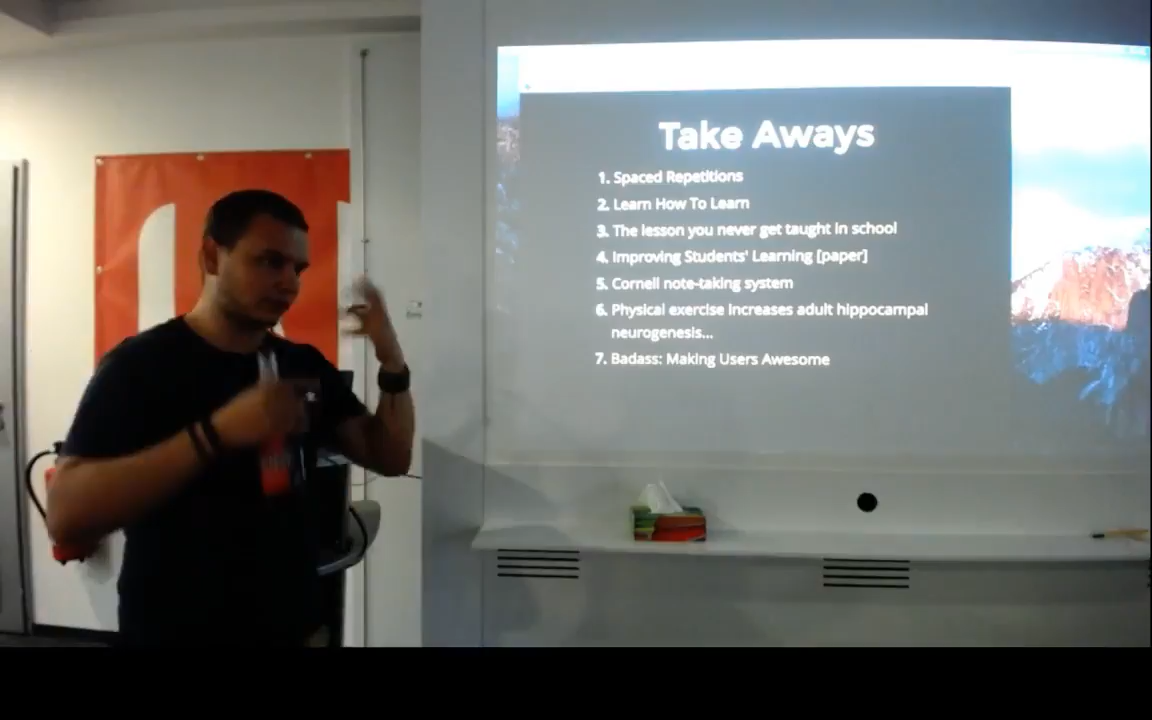 Take Aways
1. Spaced Repetitions
2. Learn How To Learn
3. The lesson you never get taught in school
4. Improving Students' Learning [paper]
5. Cornell note-taking system
6. Physical exercise increases adult hippocampal
neurogenesis...
7. Badass: Making Users Awesome